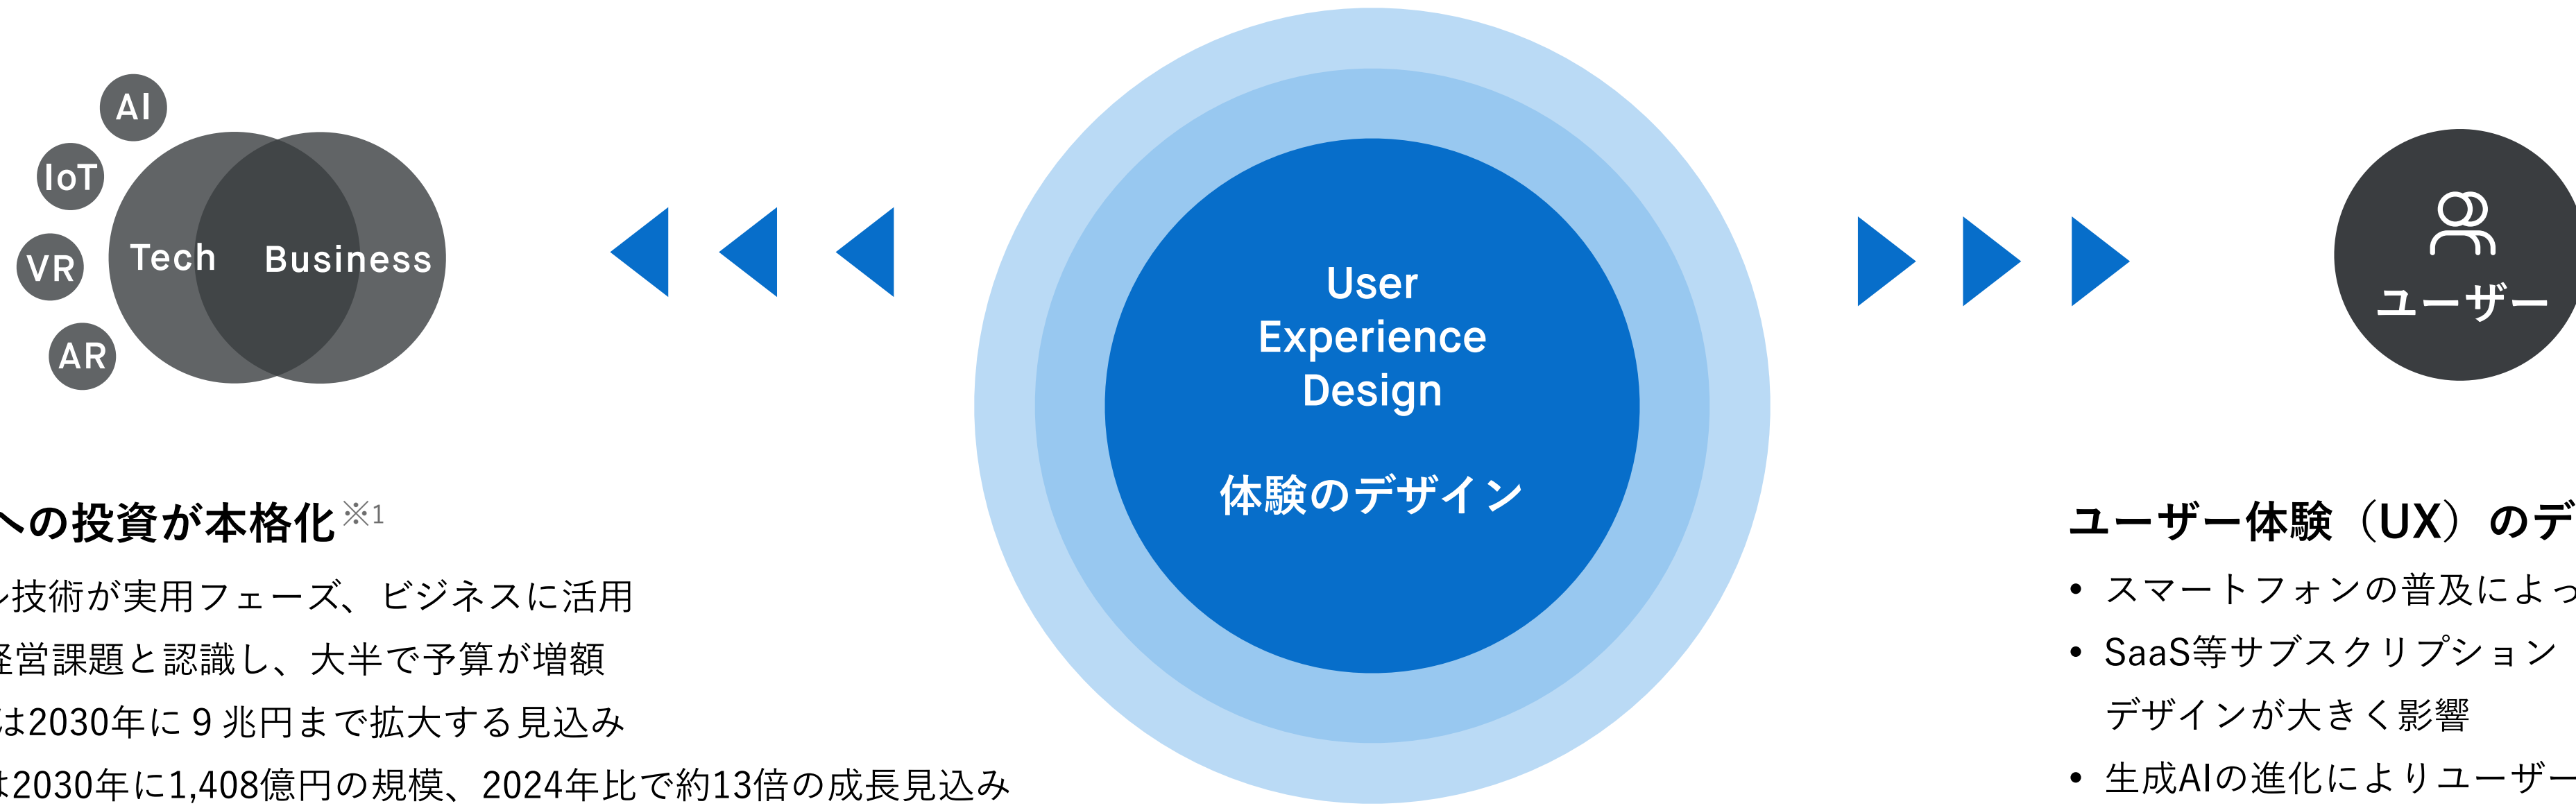 AI
IoT
VR
AR
Tech
Business
への投資が本格化※1
技術が実用フェーズ、ビジネスに活用
経営課題と認識し、大半で予算が増額
は2030年に9兆円まで拡大する見込み
は2030年に1,408億円の規模、2024年比で約13倍の成長見込み
User
Experience
Design
体験のデザイン
ユーザー
ユーザー体験（UX）のデ
• スマートフォンの普及によっ
• SaaS等サブスクリプション
デザインが大きく影響
• 生成AIの進化によりユーザー